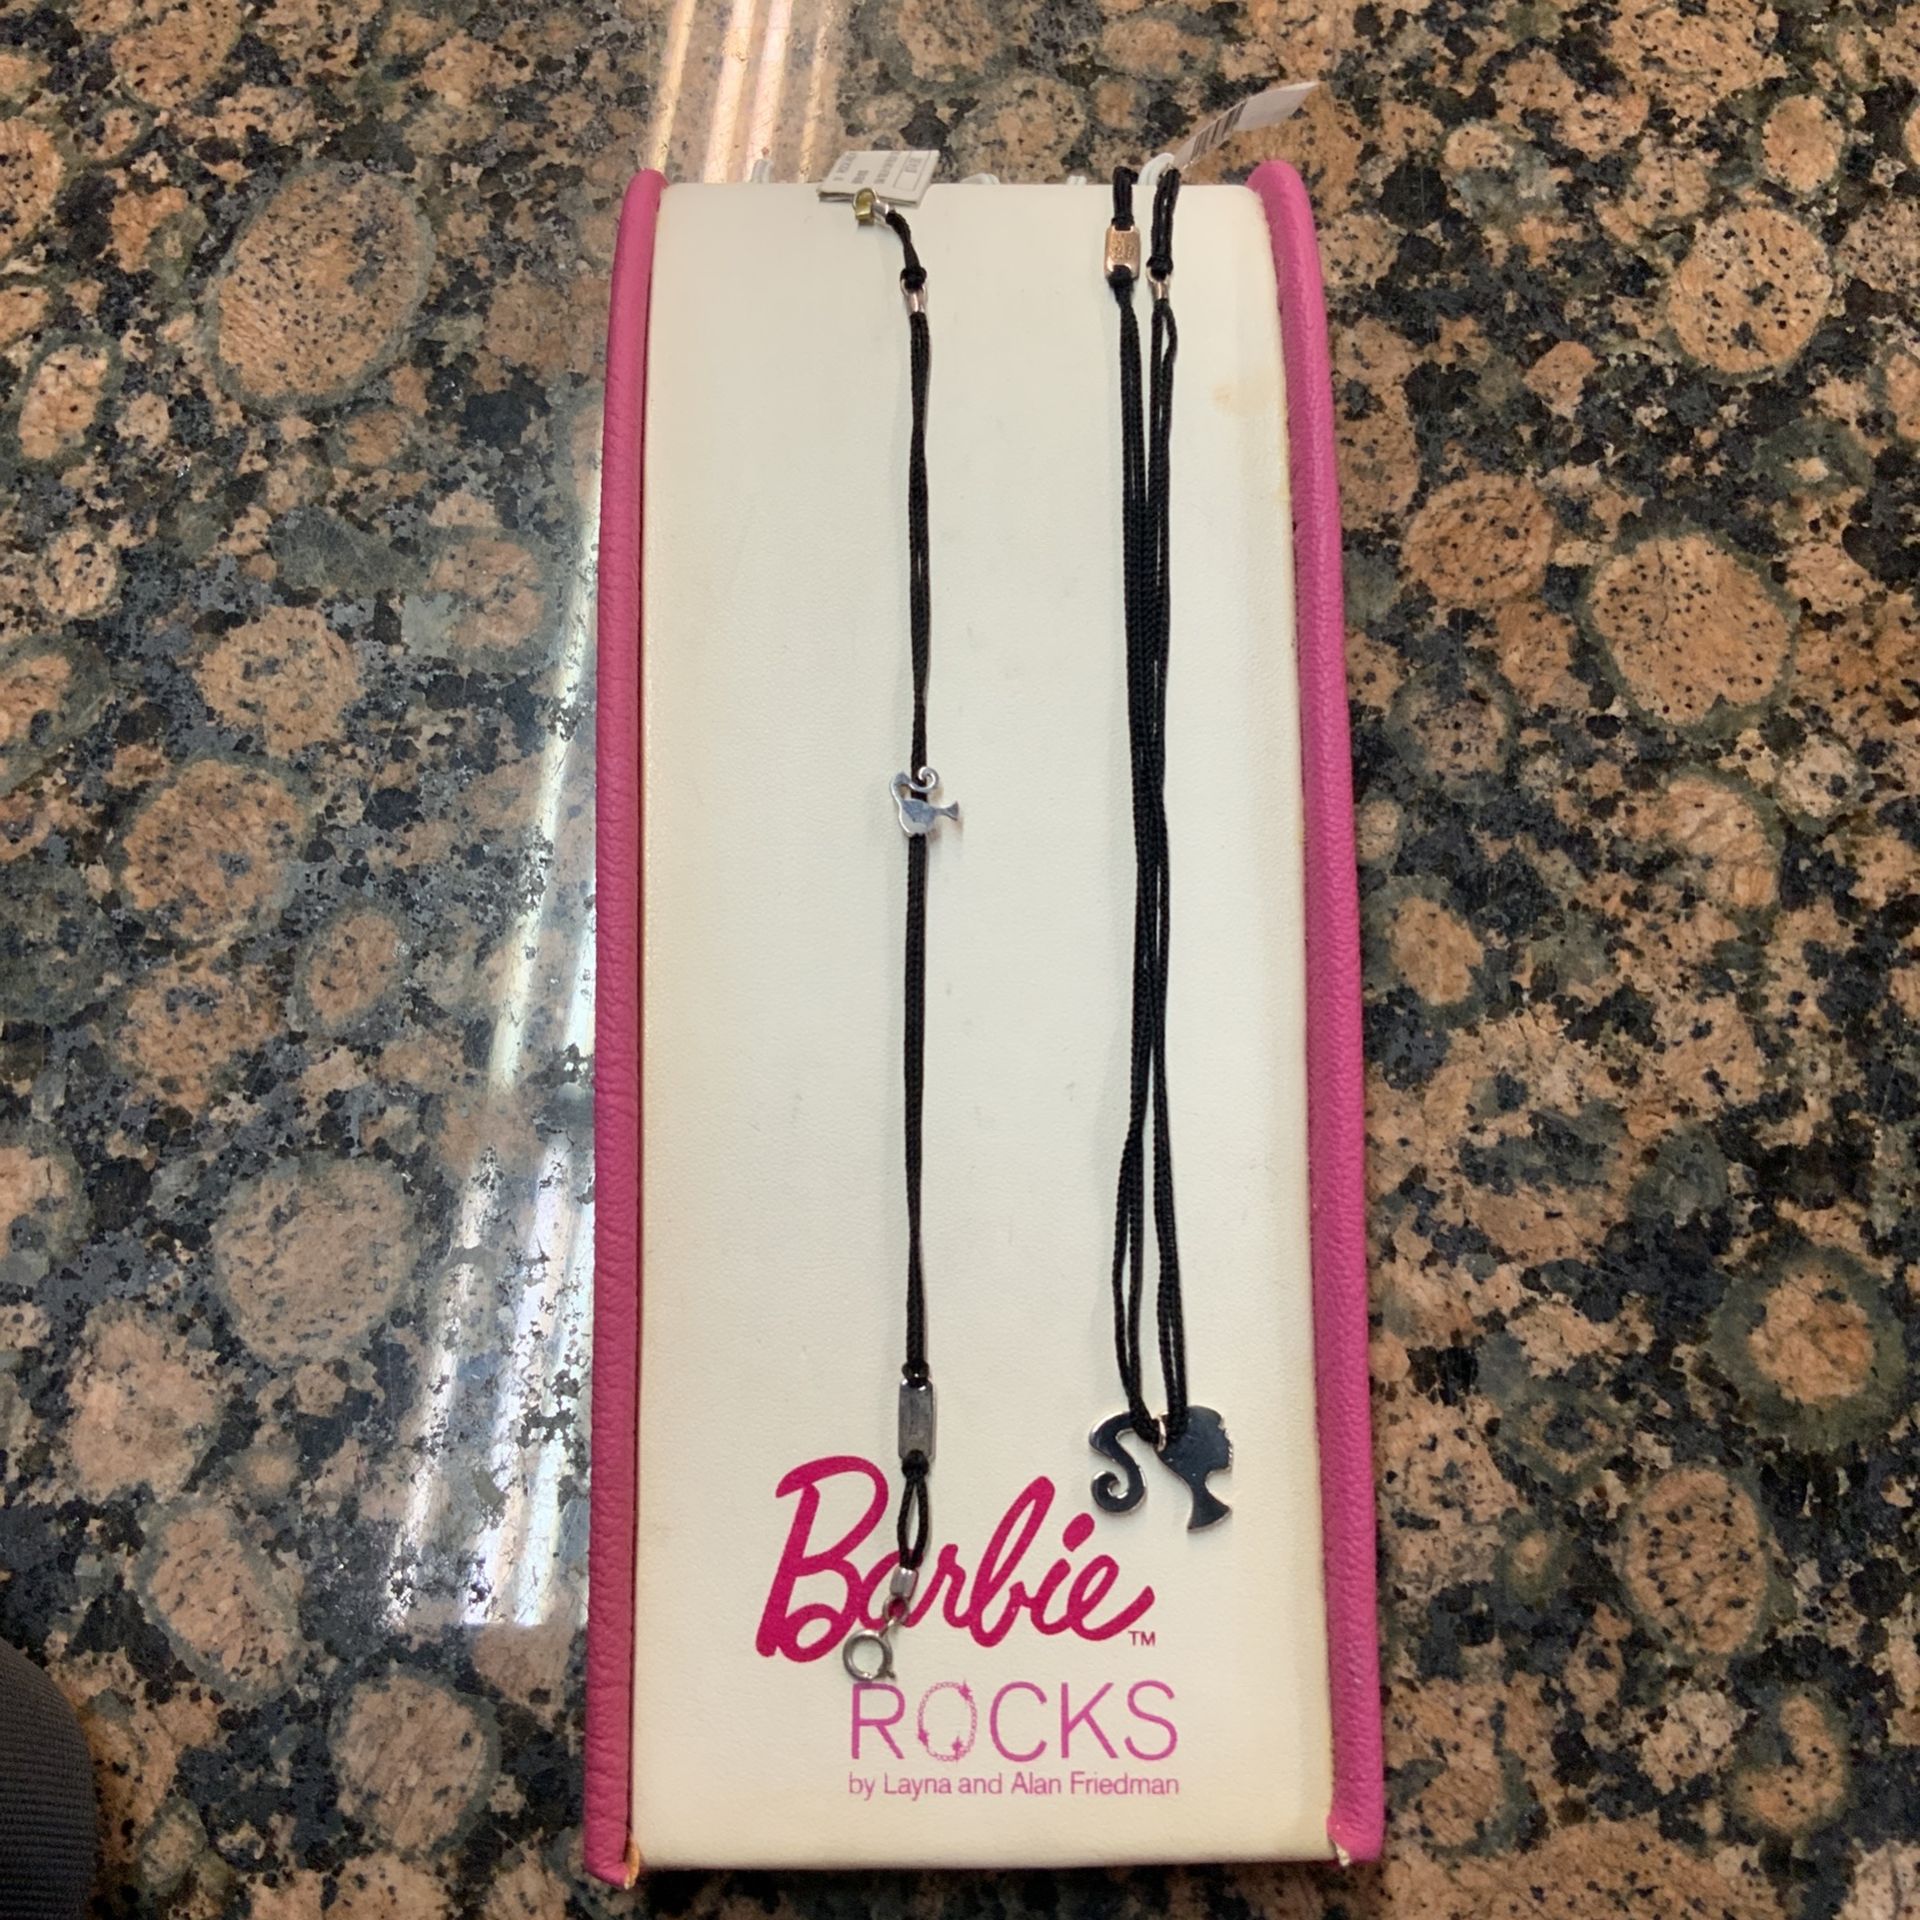 Barbie™
ROCKS
by Layna and Alan Friedman